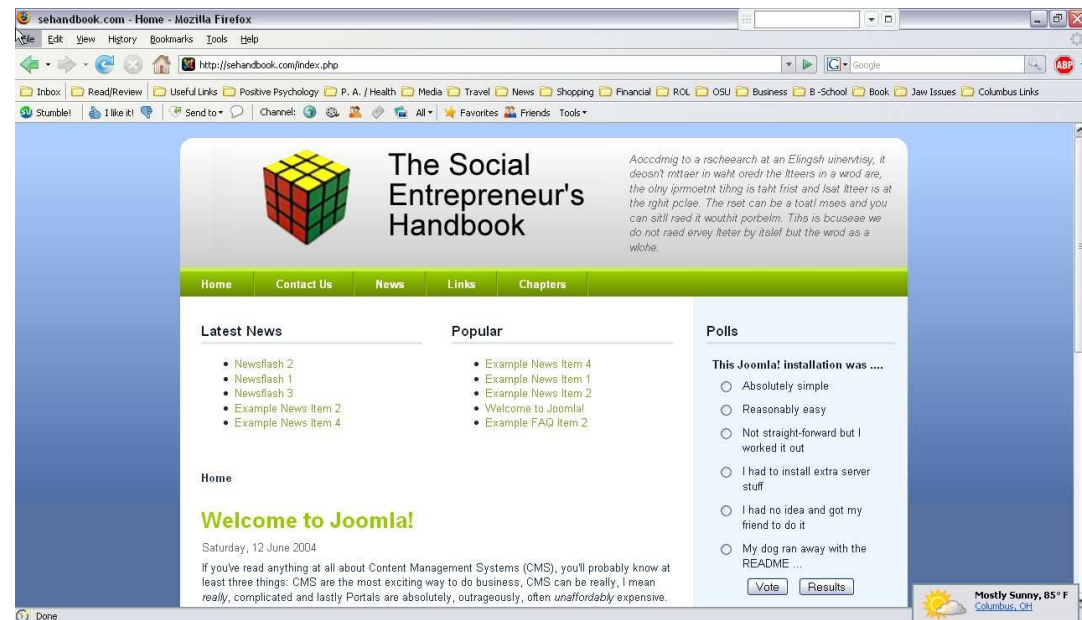 sehandbook.com - Home - Mozilla Firefox
File Edit View History Bookmarks Tools Help
http://sehandbook.com/index.php
G Google
ABP
Inbox Read/Review Useful Links Positive Psychology P. A. / Health Media Travel News Shopping Financial ROL OSU Business B -School Book Jaw Issues Columbus Links
Stumble! I like it! Send to Channel: All Favorites Friends Tools
The Social
Entrepreneur's
Handbook
Aoccdrnig to a rscheearch at an Elingsh uinervtisy, it
deosn't mttaer in waht oredr the ltteers in a wrod are,
the olny iprmoetnt tihng is taht frist and lsat ltteer is at
the rghit pclae. The rset can be a toatl mses and you
can sitll raed it wouthit porbelm. Tihs is bcuseae we
do not raed ervey lteter by itslef but the wrod as a
wlohe.
Home Contact Us News Links Chapters
Latest News
Newsflash 2
Newsflash 1
Newsflash 3
Example News Item 2
Example News Item 4
Popular
Example News Item 4
Example News Item 1
Example News Item 2
Welcome to Joomla!
Example FAQ Item 2
Polls
This Joomla! installation was ....
Absolutely simple
Reasonably easy
Not straight-forward but I
worked it out
I had to install extra server
stuff
I had no idea and got my
friend to do it
My dog ran away with the
README ...
Vote Results
Home
Welcome to Joomla!
Saturday, 12 June 2004
If you've read anything at all about Content Management Systems (CMS), you'll probably know at
least three things: CMS are the most exciting way to do business, CMS can be really, I mean
really, complicated and lastly Portals are absolutely, outrageously, often unaffordably expensive.
Mostly Sunny, 85° F
Columbus, OH
Done